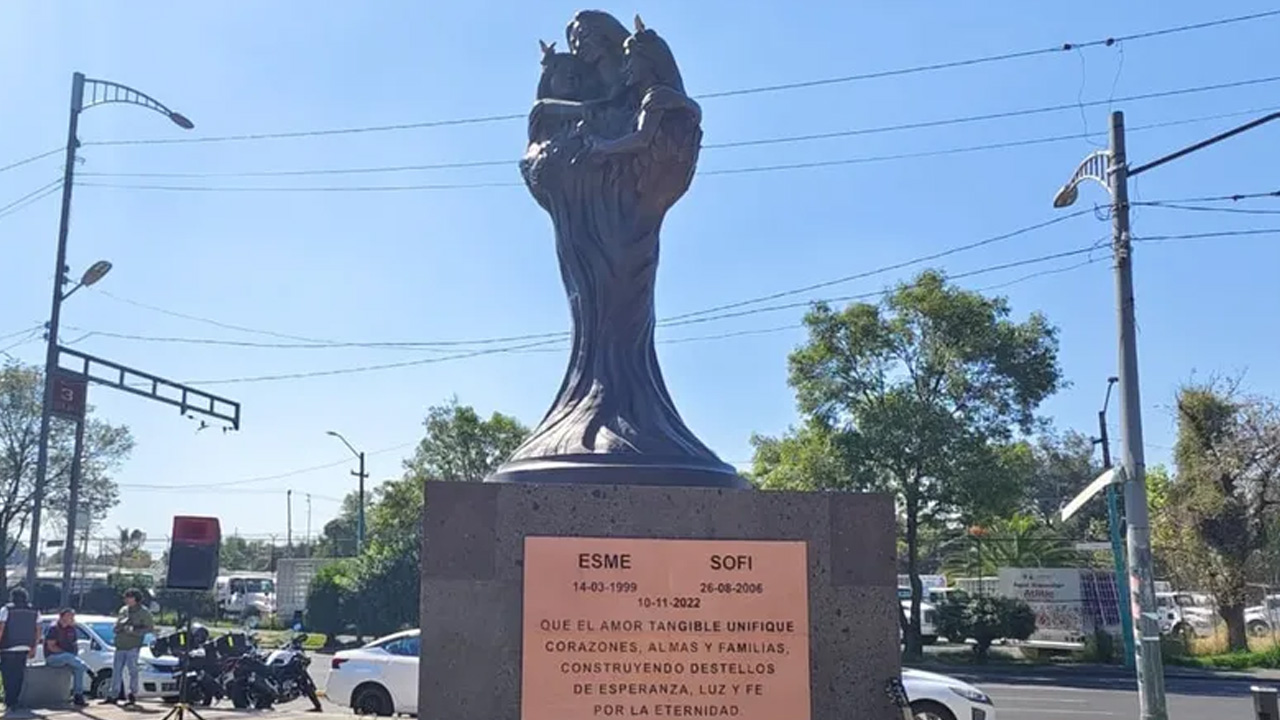 3
ESME SOFI
14-03-1999 26-08-2006
10-11-2022
QUE EL AMOR TANGIBLE UNIFIQUE
CORAZONES, ALMAS Y FAMILIAS,
CONSTRUYENDO DESTELLOS
DE ESPERANZA, LUZ Y FE
POR LA ETERNIDAD.